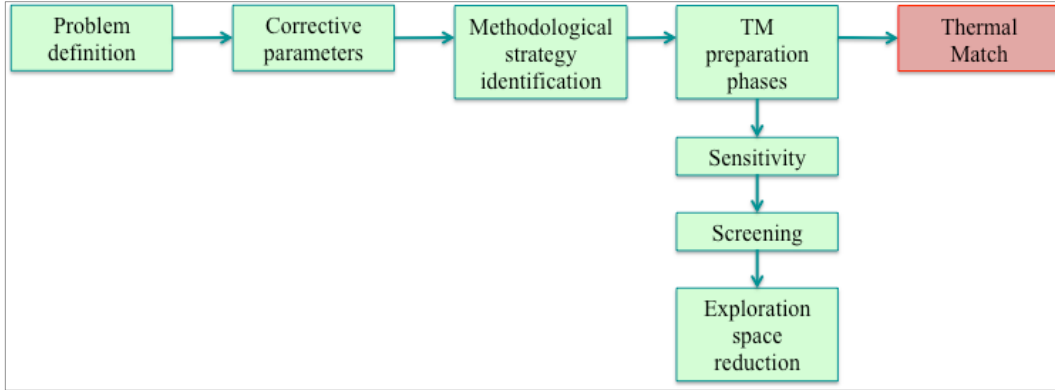 Problem
definition
Corrective
parameters
Methodological
strategy
identification
TM
preparation
phases
Thermal
Match
Sensitivity
Screening
Exploration
space
reduction